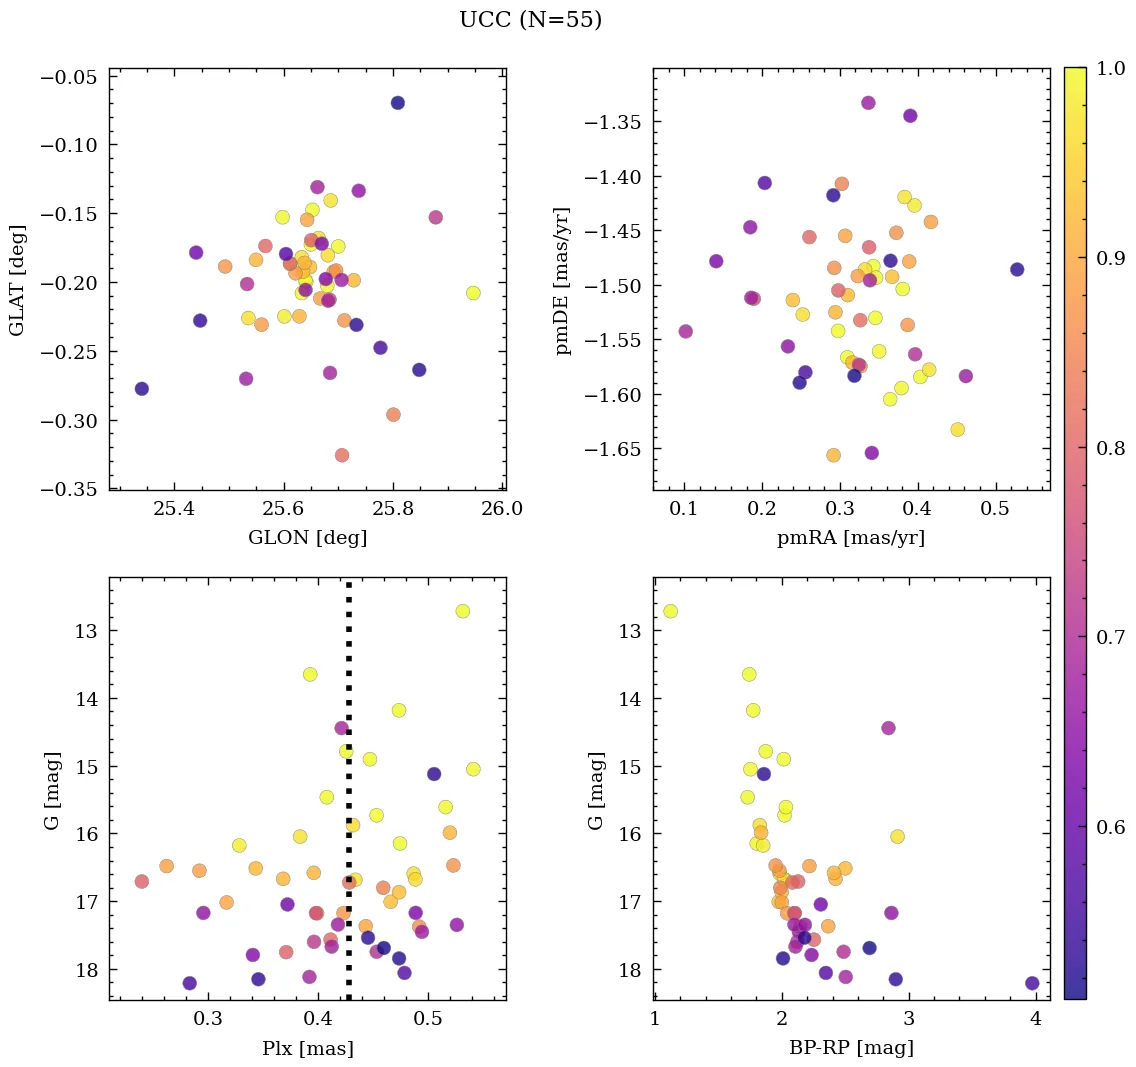 UCC (N=55)
−0.05
−0.10
−0.15
−0.20
−0.25
−0.30
−0.35
GLAT [deg]
25.4 25.6 25.8 26.0
GLON [deg]
−1.35
−1.40
−1.45
−1.50
−1.55
−1.60
−1.65
pmDE [mas/yr]
0.1 0.2 0.3 0.4 0.5
pmRA [mas/yr]
1.0
0.9
0.8
0.7
0.6
13
14
15
16
17
18
G [mag]
0.3 0.4 0.5
Plx [mas]
13
14
15
16
17
18
G [mag]
1 2 3 4
BP-RP [mag]